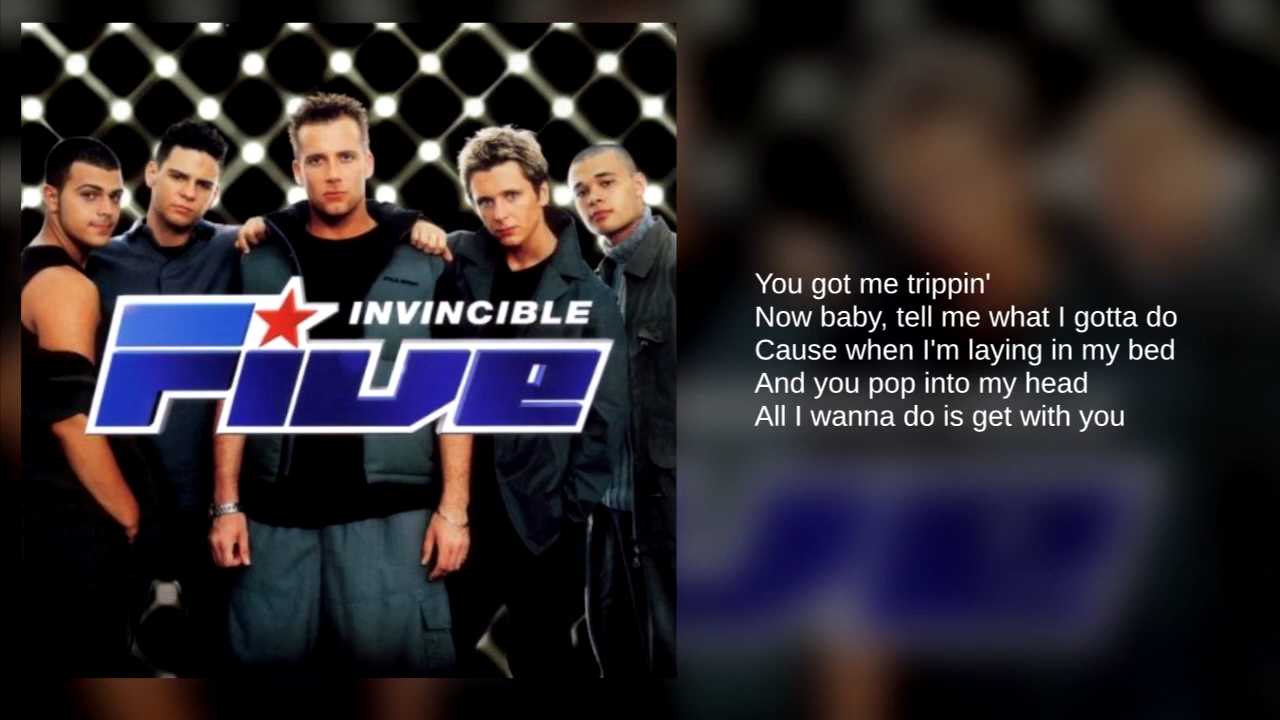 INVINCIBLE
Five
You got me trippin'
Now baby, tell me what I gotta do
Cause when I'm laying in my bed
And you pop into my head
All I wanna do is get with you